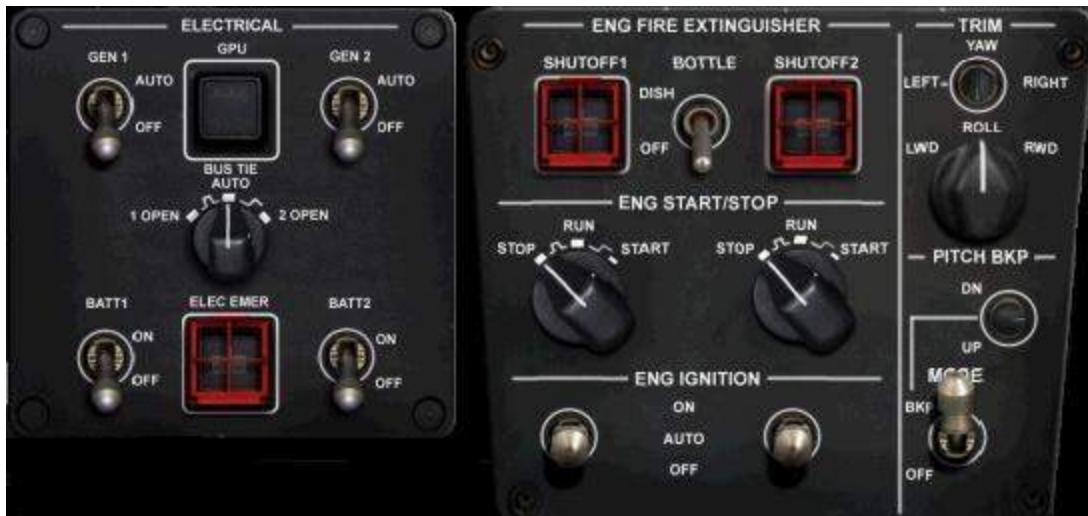 ELECTRICAL
GEN 1
GPU
GEN 2
AUTO
AUTO
OFF
OFF
BUS TIE
AUTO
1 OPEN
2 OPEN
BATT1
ELEC EMER
BATT2
ON
ON
OFF
OFF
ENG FIRE EXTINGUISHER
SHUTOFF1
BOTTLE
SHUTOFF2
DISH
OFF
ENG START/STOP
RUN
RUN
STOP
START
STOP
START
ENG IGNITION
ON
AUTO
OFF
TRIM
YAW
LEFT
RIGHT
ROLL
LWD
RWD
PITCH BKP
DN
UP
MODE
BKP
OFF